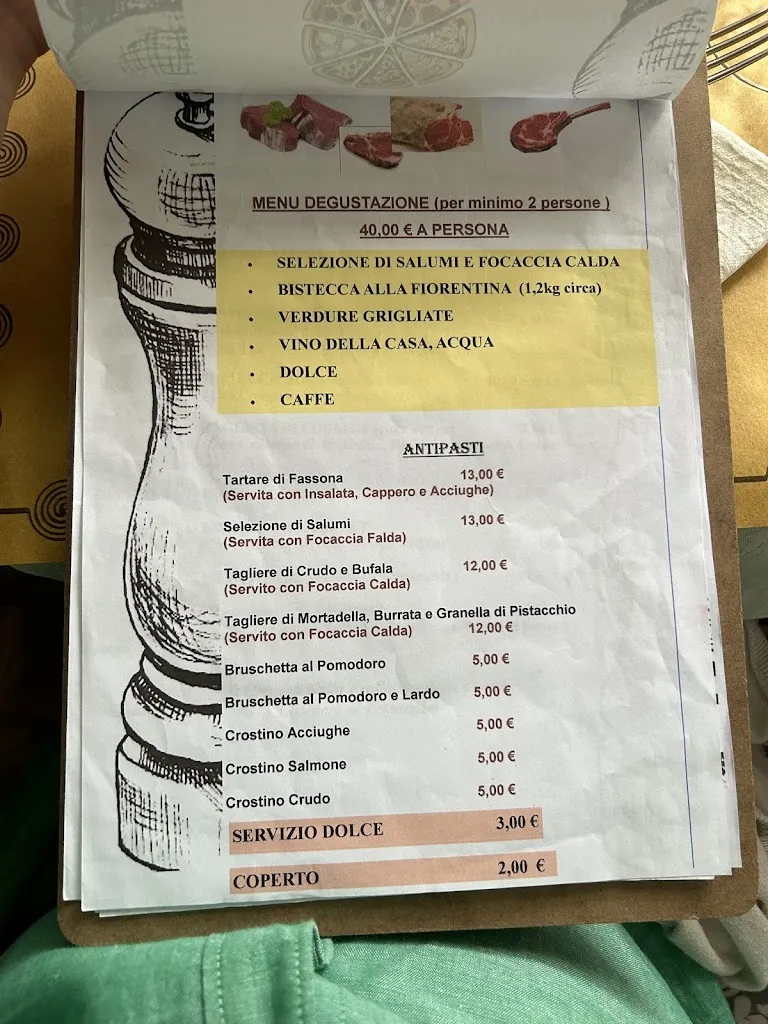 MENU DEGUSTAZIONE (per minimo 2 persone )
40,00 € A PERSONA
• SELEZIONE DI SALUMI E FOCACCIA CALDA
• BISTECCA ALLA FIORENTINA (1,2kg circa)
• VERDURE GRIGLIATE
• VINO DELLA CASA, ACQUA
• DOLCE
• CAFFE
ANTIPASTI
Tartare di Fassona 13,00 €
(Servita con Insalata, Cappero e Acciughe)
Selezione di Salumi 13,00 €
(Servita con Focaccia Falda)
Tagliere di Crudo e Bufala 12,00 €
(Servito con Focaccia Calda)
Tagliere di Mortadella, Burrata e Granella di Pistacchio
(Servito con Focaccia Calda) 12,00 €
Bruschetta al Pomodoro 5,00 €
Bruschetta al Pomodoro e Lardo 5,00 €
Crostino Acciughe 5,00 €
Crostino Salmone 5,00 €
Crostino Crudo 5,00 €
SERVIZIO DOLCE 3,00 €
COPERTO 2,00 €